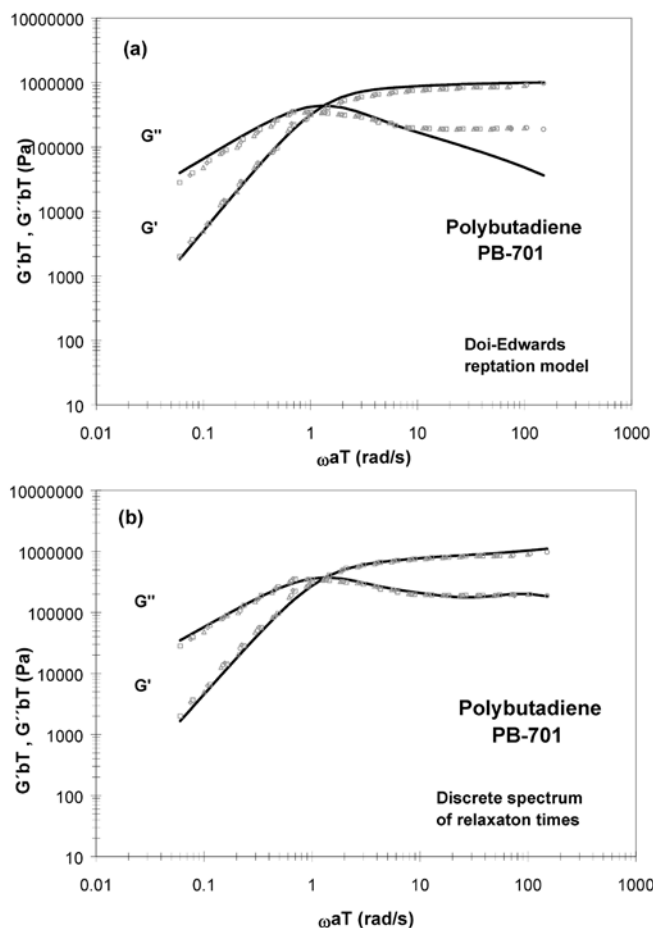 (a)
10000000
1000000
100000
10000
1000
100
10
G'bT , G´´bT (Pa)
G"
G'
Polybutadiene
PB-701
Doi-Edwards
reptation model
0.01 0.1 1 10 100 1000
ωaT (rad/s)
(b)
10000000
1000000
100000
10000
1000
100
10
G´bT , G´´bT (Pa)
G"
G'
Polybutadiene
PB-701
Discrete spectrum
of relaxaton times
0.01 0.1 1 10 100 1000
ωaT (rad/s)